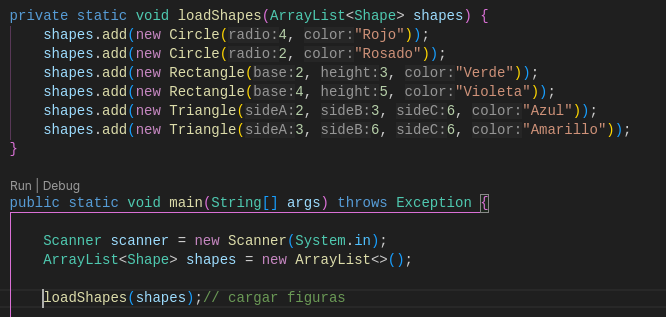 private static void loadShapes(ArrayList<Shape> shapes) {
shapes.add(new Circle(radio:4, color:"Rojo"));
shapes.add(new Circle(radio:2, color:"Rosado"));
shapes.add(new Rectangle(base:2, height:3, color:"Verde"));
shapes.add(new Rectangle(base:4, height:5, color:"Violeta"));
shapes.add(new Triangle(sideA:2, sideB:3, sideC:6, color:"Azul"));
shapes.add(new Triangle(sideA:3, sideB:6, sideC:6, color:"Amarillo"));
}
Run | Debug
public static void main(String[] args) throws Exception {
Scanner scanner = new Scanner(System.in);
ArrayList<Shape> shapes = new ArrayList<>();
loadShapes(shapes);// cargar figuras